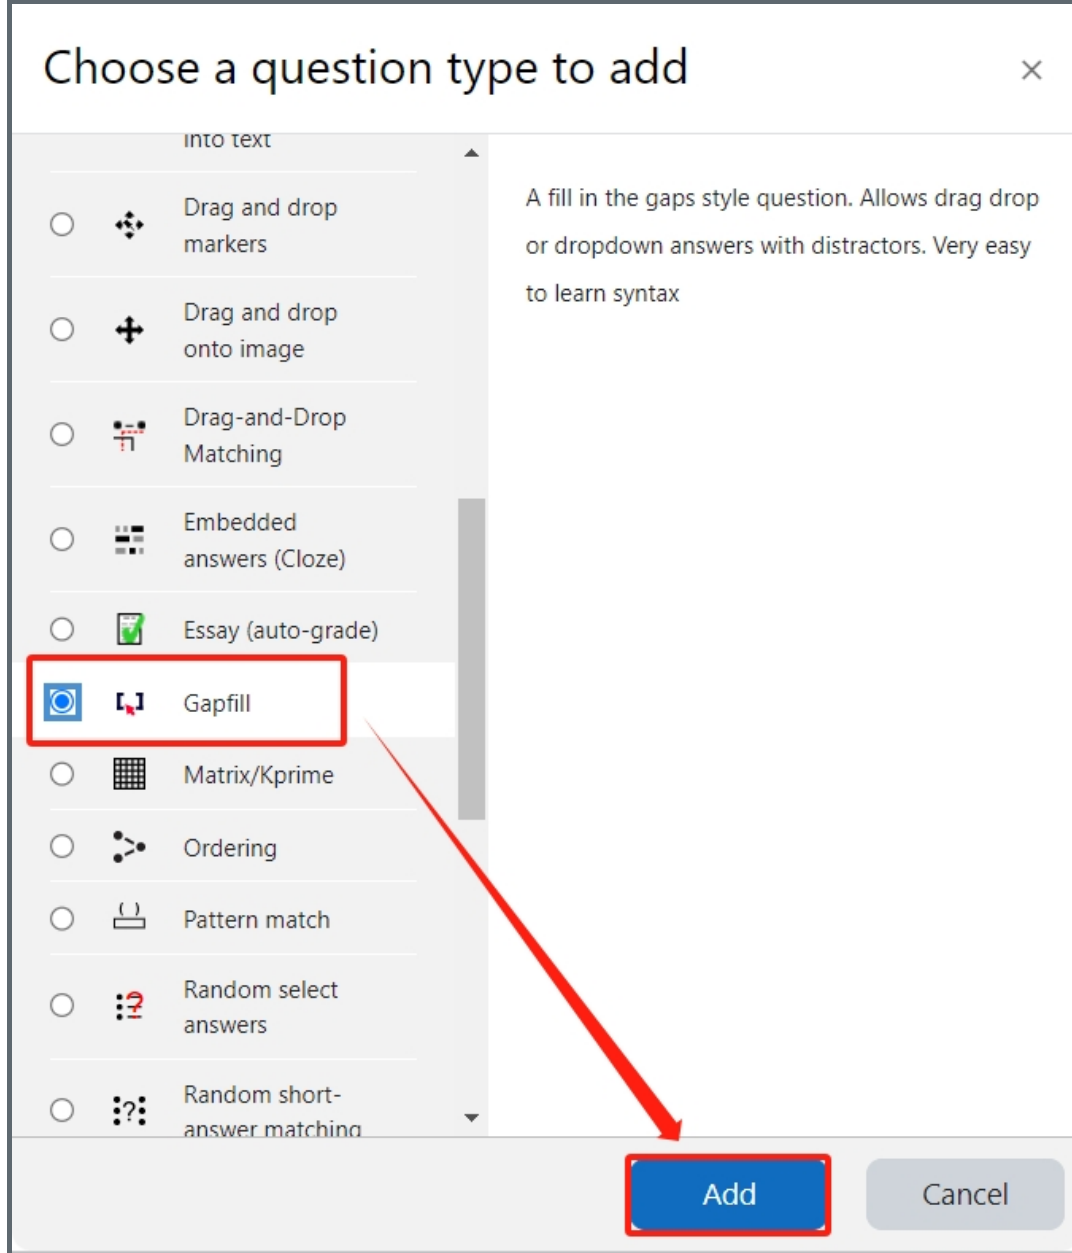 Choose a question type to add
into text
Drag and drop
markers
Drag and drop
onto image
Drag-and-Drop
Matching
Embedded
answers (Cloze)
Essay (auto-grade)
Gapfill
Matrix/Kprime
Ordering
Pattern match
Random select
answers
Random short-
answer matching
A fill in the gaps style question. Allows drag drop
or dropdown answers with distractors. Very easy
to learn syntax
Add
Cancel